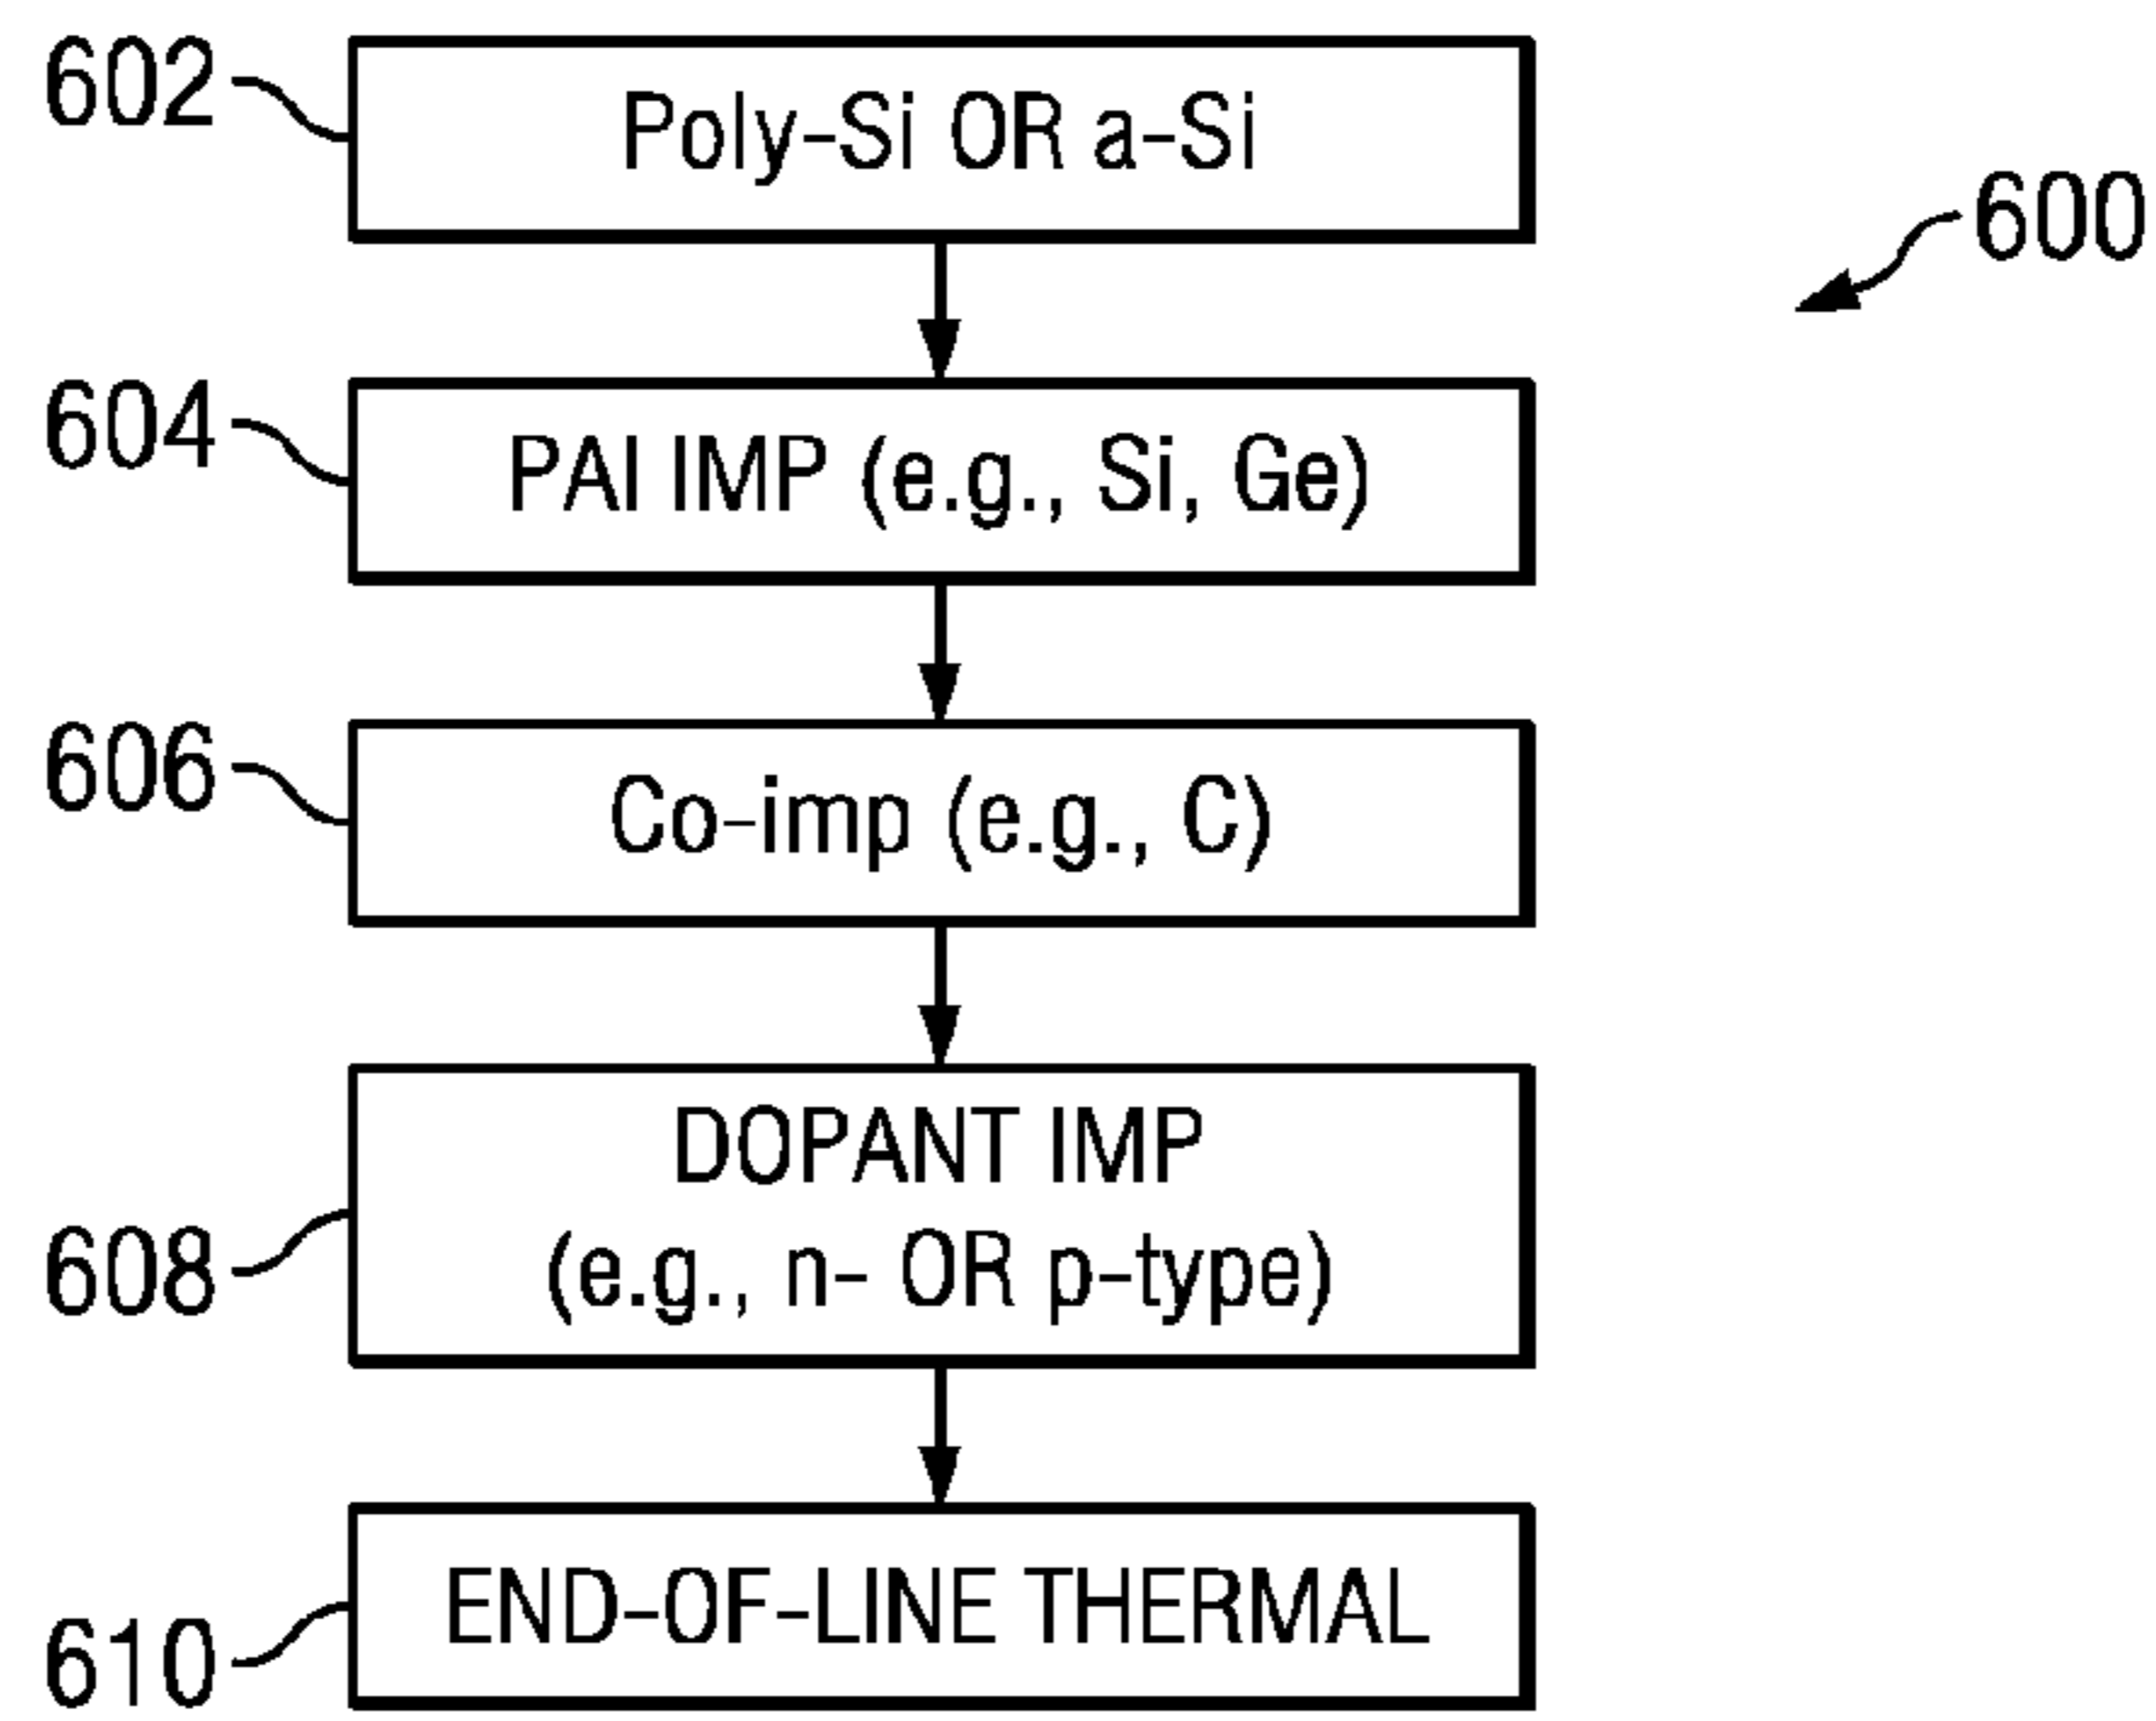 602
Poly-Si OR a-Si
600
604
PAI IMP (e.g., Si, Ge)
606
Co-imp (e.g., C)
608
DOPANT IMP
(e.g., n- OR p-type)
610
END-OF-LINE THERMAL